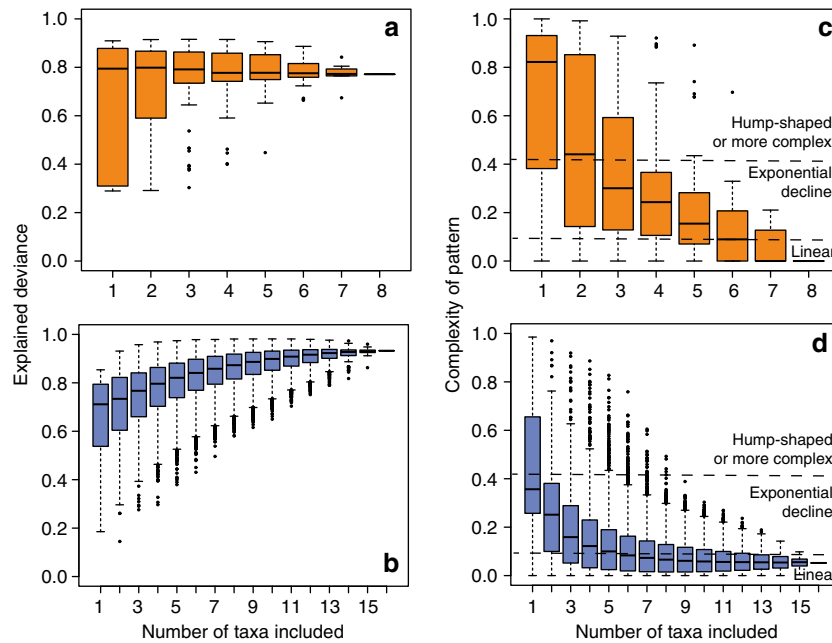 a
1.0
0.8
0.6
0.4
0.2
0.0
1 2 3 4 5 6 7 8
c
1.0
0.8
0.6
0.4
0.2
0.0
Hump-shaped
or more complex
Exponential
decline
Linear
1 2 3 4 5 6 7 8
Explained deviance
Complexity of pattern
b
1.0
0.8
0.6
0.4
0.2
0.0
1 3 5 7 9 11 13 15
Number of taxa included
d
1.0
0.8
0.6
0.4
0.2
0.0
Hump-shaped
or more complex
Exponential
decline
Linear
1 3 5 7 9 11 13 15
Number of taxa included